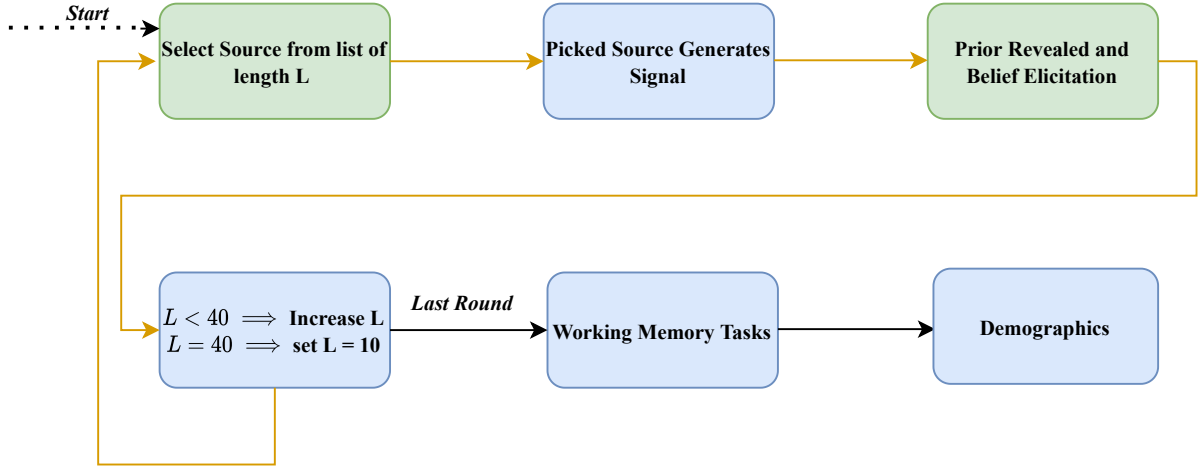 Start
Select Source from list of
length L
Picked Source Generates
Signal
Prior Revealed and
Belief Elicitation
L < 40 ⟹ Increase L
L = 40 ⟹ set L = 10
Last Round
Working Memory Tasks
Demographics